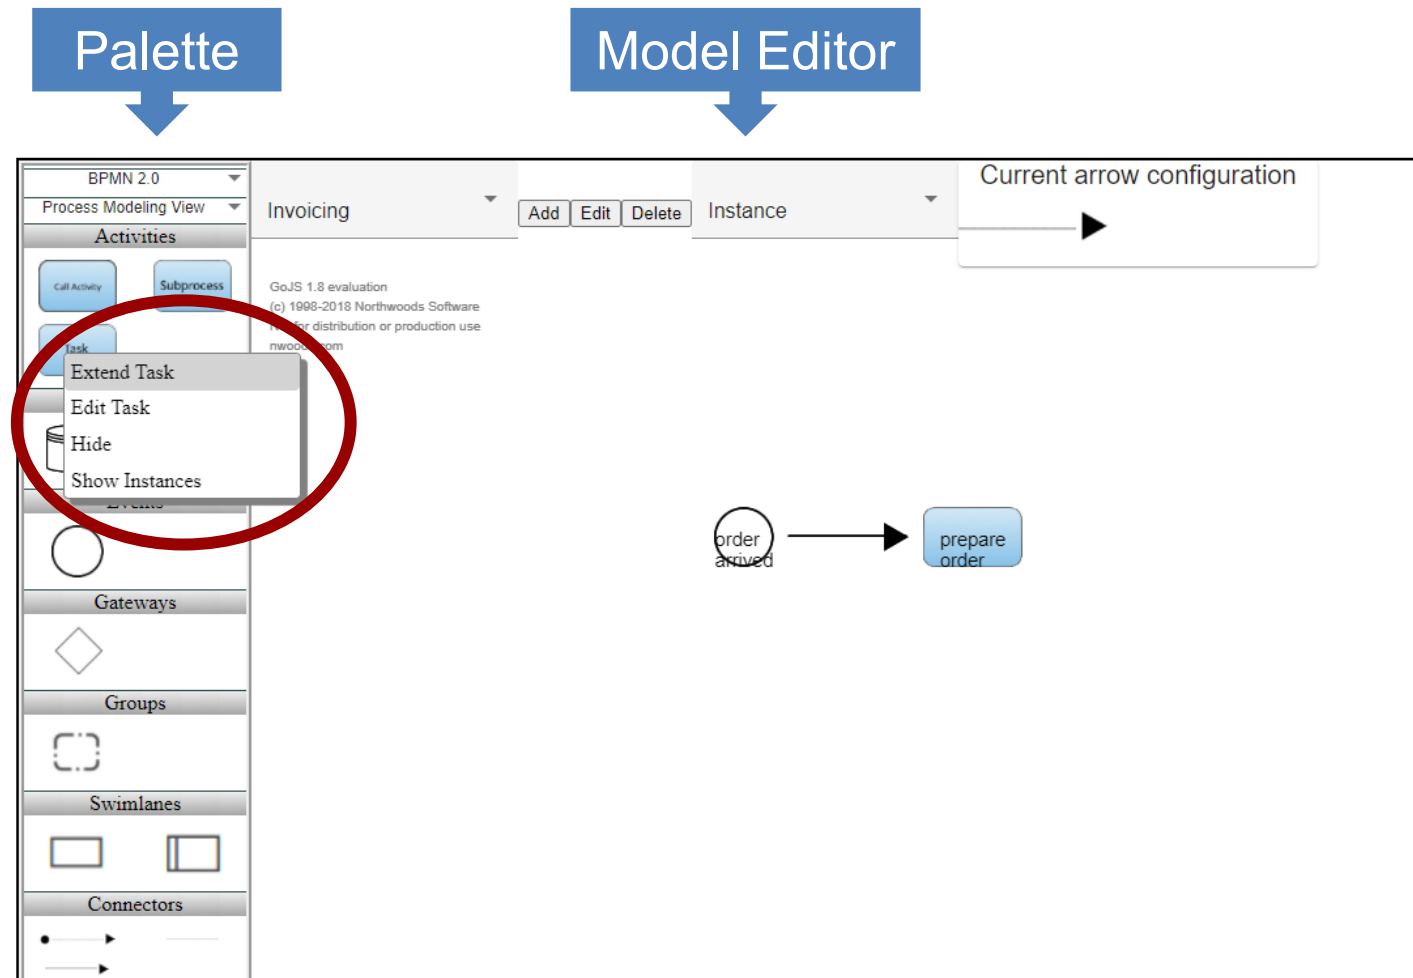 Palette
Model Editor
BPMN 2.0
Process Modeling View
Activities
Call Activity
Subprocess
Task
Extend Task
Edit Task
Hide
Show Instances
Events
Gateways
Groups
Swimlanes
Connectors
Invoicing
Add
Edit
Delete
Instance
Current arrow configuration
GoJS 1.8 evaluation
(c) 1998-2018 Northwoods Software
for distribution or production use
order
arrived
prepare
order